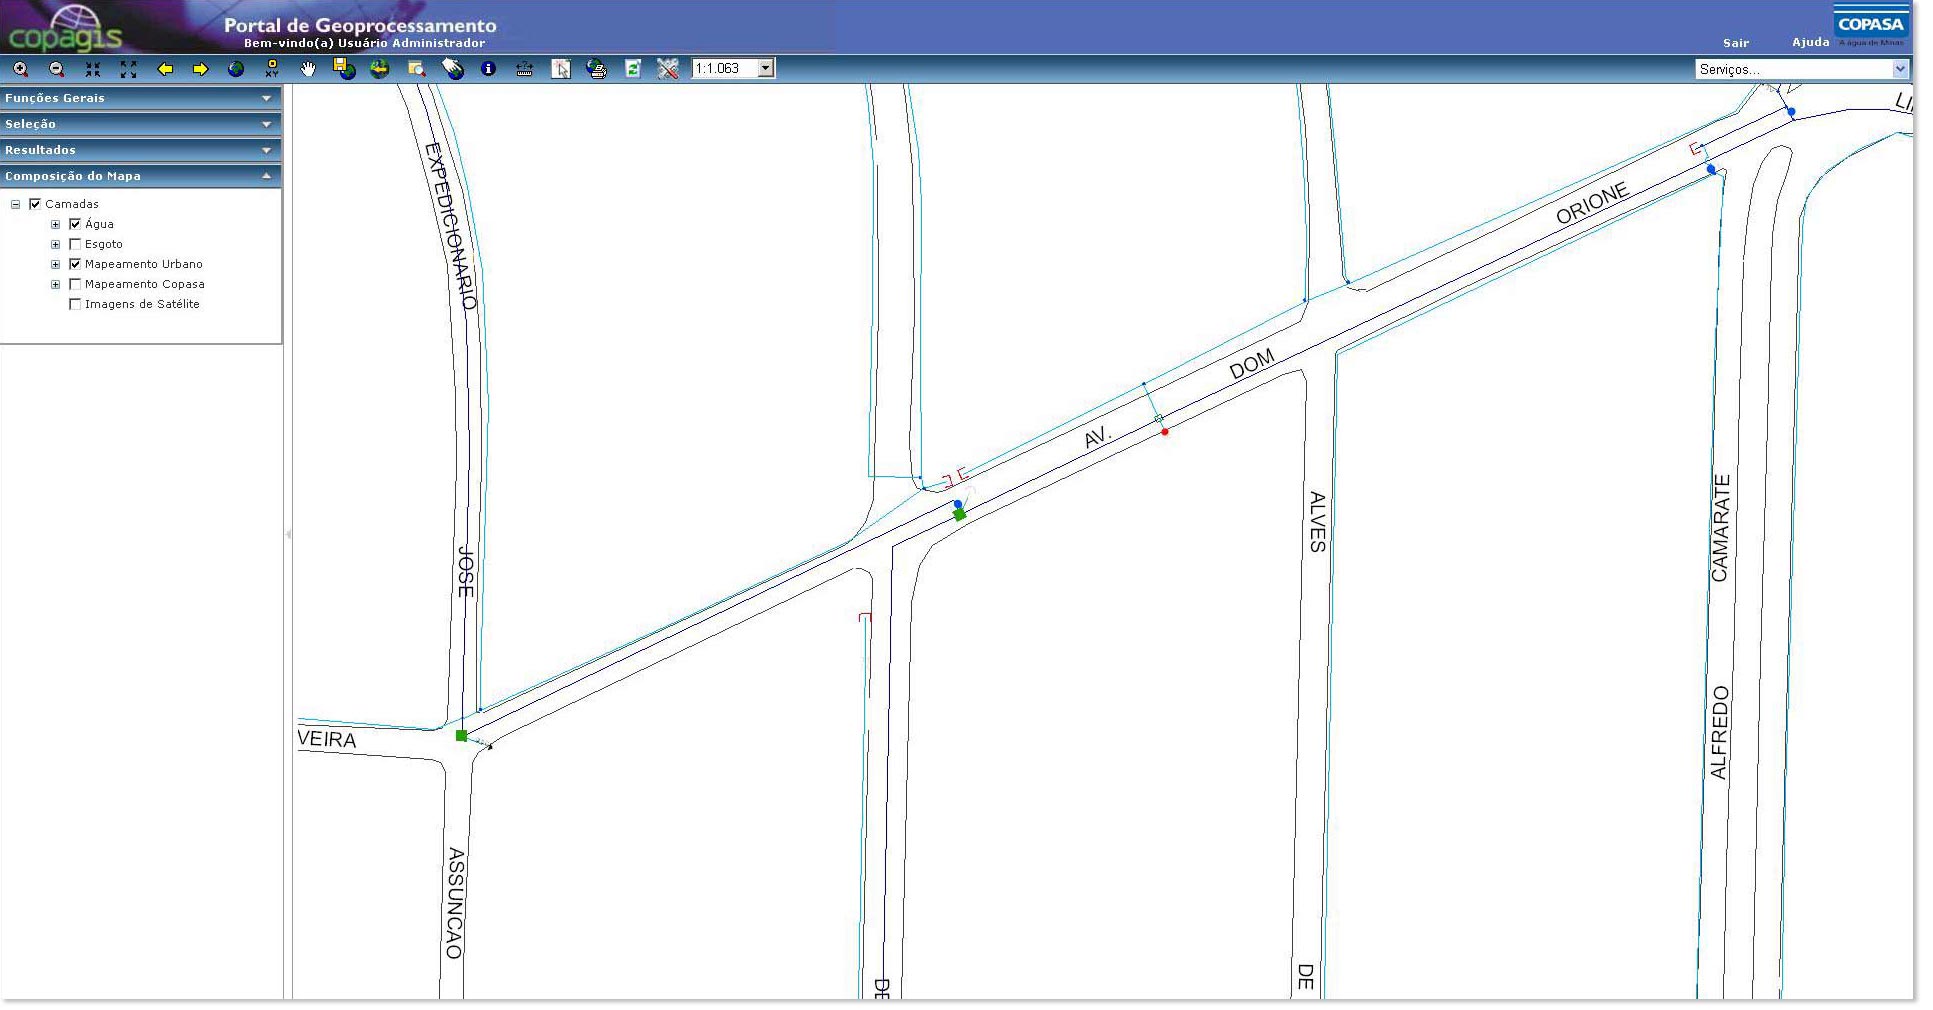 copagis
Portal de Geoprocessamento
Bem-vindo(a) Usuário Administrador
Sair
Ajuda
COPASA
A água de Minas
XY
1:1.063
Serviços...
Funções Gerais
Seleção
Resultados
Composição do Mapa
Camadas
Água
Esgoto
Mapeamento Urbano
Mapeamento Copasa
Imagens de Satélite
EXPEDICIONARIO
JOSE
VEIRA
ASSUNCAO
AV.
DOM
ORIONE
LI
ALVES
DE
DE
CAMARATE
ALFREDO